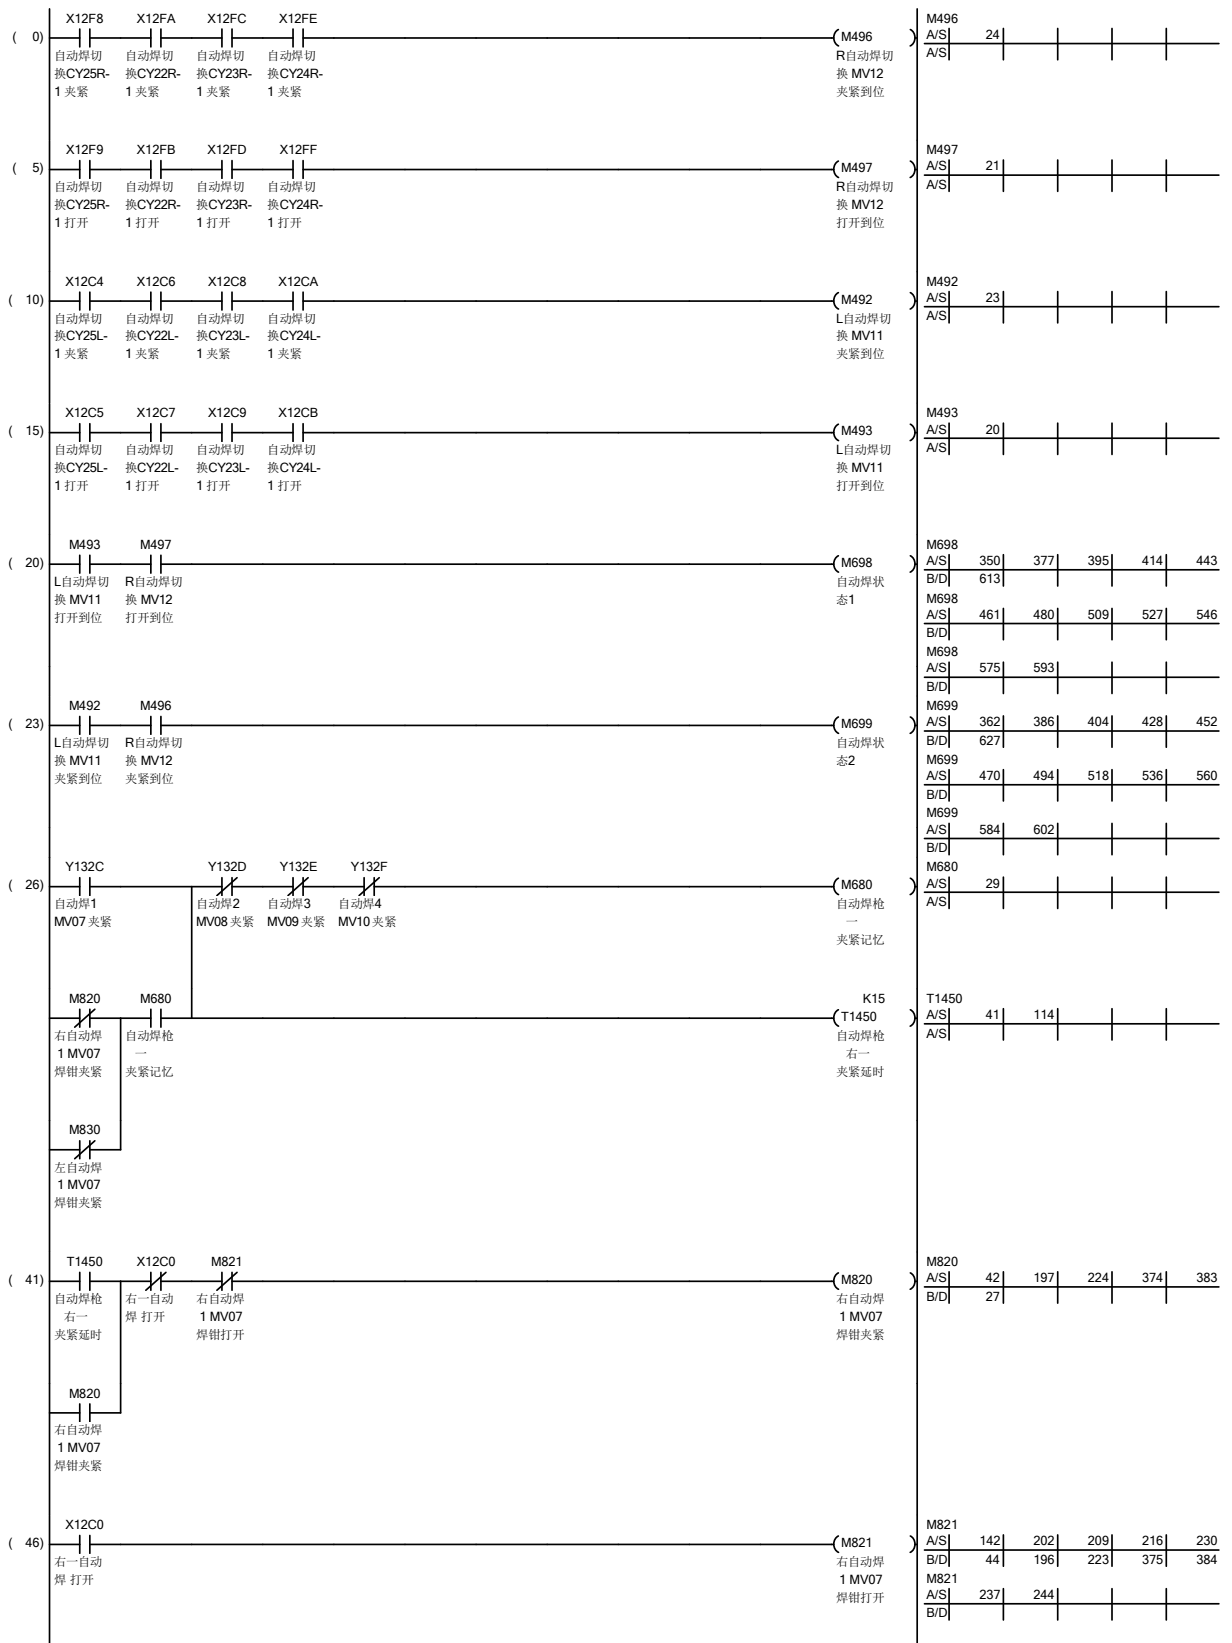 X12F8 X12FA X12FC X12FE M496
( 0) (M496 ) A/S 24
自动焊切 自动焊切 自动焊切 自动焊切 R自动焊切 A/S
换CY25R- 换CY22R- 换CY23R- 换CY24R- 换 MV12
1 夹紧 1 夹紧 1 夹紧 1 夹紧 夹紧到位
X12F9 X12FB X12FD X12FF M497
( 5) (M497 ) A/S 21
自动焊切 自动焊切 自动焊切 自动焊切 R自动焊切 A/S
换CY25R- 换CY22R- 换CY23R- 换CY24R- 换 MV12
1 打开 1 打开 1 打开 1 打开 打开到位
X12C4 X12C6 X12C8 X12CA M492
( 10) (M492 ) A/S 23
自动焊切 自动焊切 自动焊切 自动焊切 L自动焊切 A/S
换CY25L- 换CY22L- 换CY23L- 换CY24L- 换 MV11
1 夹紧 1 夹紧 1 夹紧 1 夹紧 夹紧到位
X12C5 X12C7 X12C9 X12CB M493
( 15) (M493 ) A/S 20
自动焊切 自动焊切 自动焊切 自动焊切 L自动焊切 A/S
换CY25L- 换CY22L- 换CY23L- 换CY24L- 换 MV11
1 打开 1 打开 1 打开 1 打开 打开到位
M493 M497 M698
( 20) (M698 ) A/S 350 377 395 414 443
L自动焊切 R自动焊切 自动焊状 B/D 613
换 MV11 换 MV12 态1 M698
打开到位 打开到位 A/S 461 480 509 527 546
B/D
M698
A/S 575 593
B/D
M492 M496 M699
( 23) (M699 ) A/S 362 386 404 428 452
L自动焊切 R自动焊切 自动焊状 B/D 627
换 MV11 换 MV12 态2 M699
夹紧到位 夹紧到位 A/S 470 494 518 536 560
B/D
M699
A/S 584 602
B/D
Y132C Y132D Y132E Y132F M680
( 26) (M680 ) A/S 29
自动焊1 自动焊2 自动焊3 自动焊4 自动焊枪 A/S
MV07 夹紧 MV08 夹紧 MV09 夹紧 MV10 夹紧 一
夹紧记忆
M820 M680 K15 T1450
(T1450 ) A/S 41 114
右自动焊 自动焊枪 自动焊枪 A/S
1 MV07 一 右一
焊钳夹紧 夹紧记忆 夹紧延时
M830
左自动焊
1 MV07
焊钳夹紧
T1450 X12C0 M821 M820
( 41) (M820 ) A/S 42 197 224 374 383
自动焊枪 右一自动 右自动焊 右自动焊 B/D 27
右一 焊 打开 1 MV07 1 MV07
夹紧延时 焊钳打开 焊钳夹紧
M820
右自动焊
1 MV07
焊钳夹紧
X12C0 M821
( 46) (M821 ) A/S 142 202 209 216 230
右一自动 右自动焊 B/D 44 196 223 375 384
焊 打开 1 MV07 M821
焊钳打开 A/S 237 244
B/D